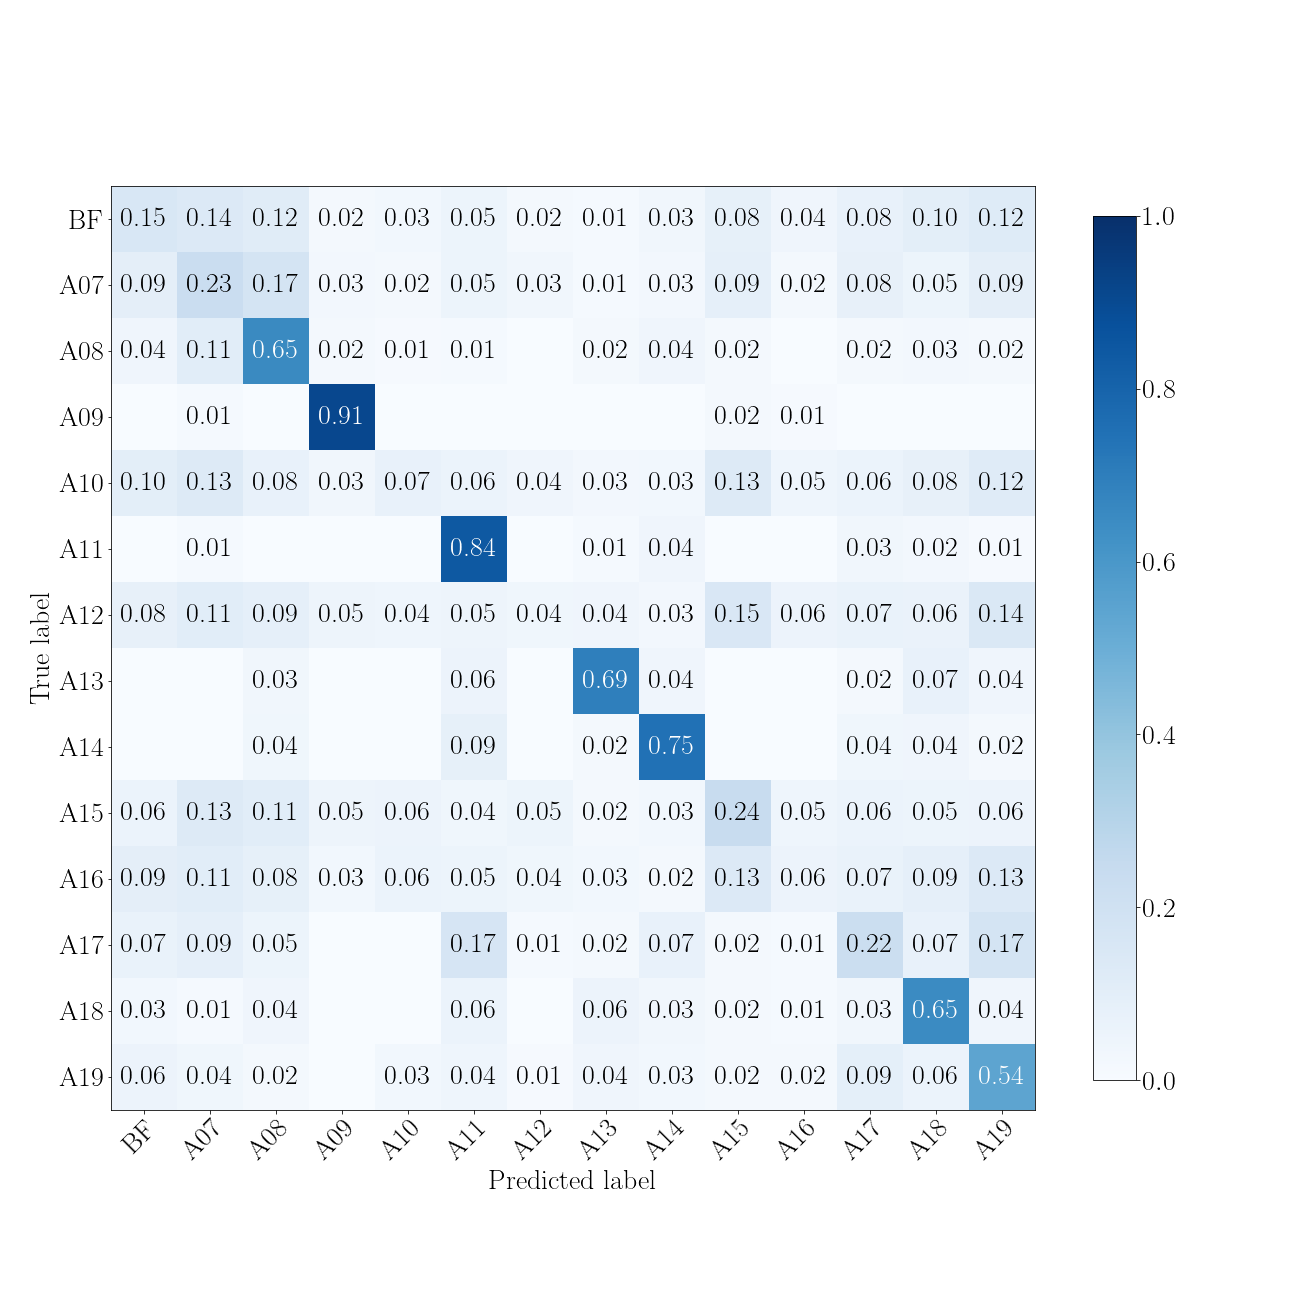 BF 0.15 0.14 0.12 0.02 0.03 0.05 0.02 0.01 0.03 0.08 0.04 0.08 0.10 0.12
A07 0.09 0.23 0.17 0.03 0.02 0.05 0.03 0.01 0.03 0.09 0.02 0.08 0.05 0.09
A08 0.04 0.11 0.65 0.02 0.01 0.01 0.02 0.04 0.02 0.02 0.03 0.02
A09 0.01 0.91 0.02 0.01
A10 0.10 0.13 0.08 0.03 0.07 0.06 0.04 0.03 0.03 0.13 0.05 0.06 0.08 0.12
A11 0.01 0.84 0.01 0.04 0.03 0.02 0.01
A12 0.08 0.11 0.09 0.05 0.04 0.05 0.04 0.04 0.03 0.15 0.06 0.07 0.06 0.14
A13 0.03 0.06 0.69 0.04 0.02 0.07 0.04
A14 0.04 0.09 0.02 0.75 0.04 0.04 0.02
A15 0.06 0.13 0.11 0.05 0.06 0.04 0.05 0.02 0.03 0.24 0.05 0.06 0.05 0.06
A16 0.09 0.11 0.08 0.03 0.06 0.05 0.04 0.03 0.02 0.13 0.06 0.07 0.09 0.13
A17 0.07 0.09 0.05 0.17 0.01 0.02 0.07 0.02 0.01 0.22 0.07 0.17
A18 0.03 0.01 0.04 0.06 0.06 0.03 0.02 0.01 0.03 0.65 0.04
A19 0.06 0.04 0.02 0.03 0.04 0.01 0.04 0.03 0.02 0.02 0.09 0.06 0.54
BF A07 A08 A09 A10 A11 A12 A13 A14 A15 A16 A17 A18 A19
Predicted label
True label
1.0
0.8
0.6
0.4
0.2
0.0